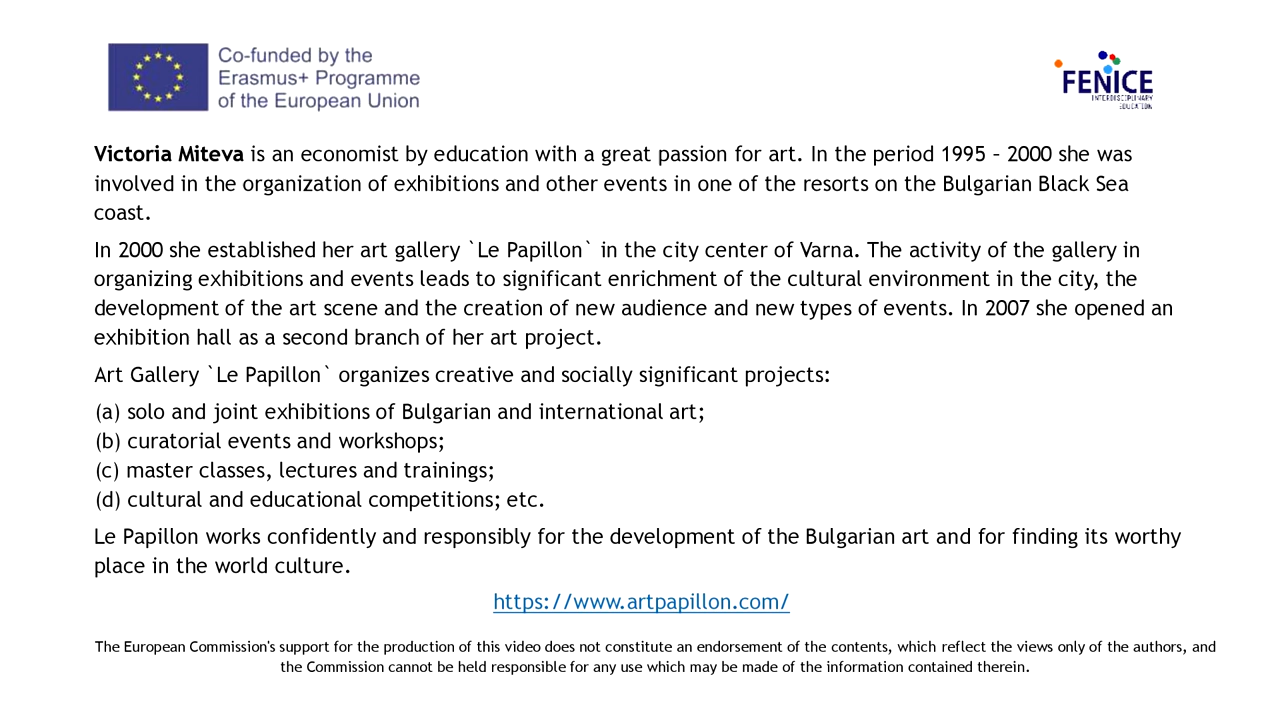 Co-funded by the
Erasmus+ Programme
of the European Union
FENICE
INTERDISCIPLINARY
EDUCATION
Victoria Miteva is an economist by education with a great passion for art. In the period 1995 – 2000 she was
involved in the organization of exhibitions and other events in one of the resorts on the Bulgarian Black Sea
coast.
In 2000 she established her art gallery `Le Papillon` in the city center of Varna. The activity of the gallery in
organizing exhibitions and events leads to significant enrichment of the cultural environment in the city, the
development of the art scene and the creation of new audience and new types of events. In 2007 she opened an
exhibition hall as a second branch of her art project.
Art Gallery `Le Papillon` organizes creative and socially significant projects:
(a) solo and joint exhibitions of Bulgarian and international art;
(b) curatorial events and workshops;
(c) master classes, lectures and trainings;
(d) cultural and educational competitions; etc.
Le Papillon works confidently and responsibly for the development of the Bulgarian art and for finding its worthy
place in the world culture.
https://www.artpapillon.com/
The European Commission's support for the production of this video does not constitute an endorsement of the contents, which reflect the views only of the authors, and
the Commission cannot be held responsible for any use which may be made of the information contained therein.